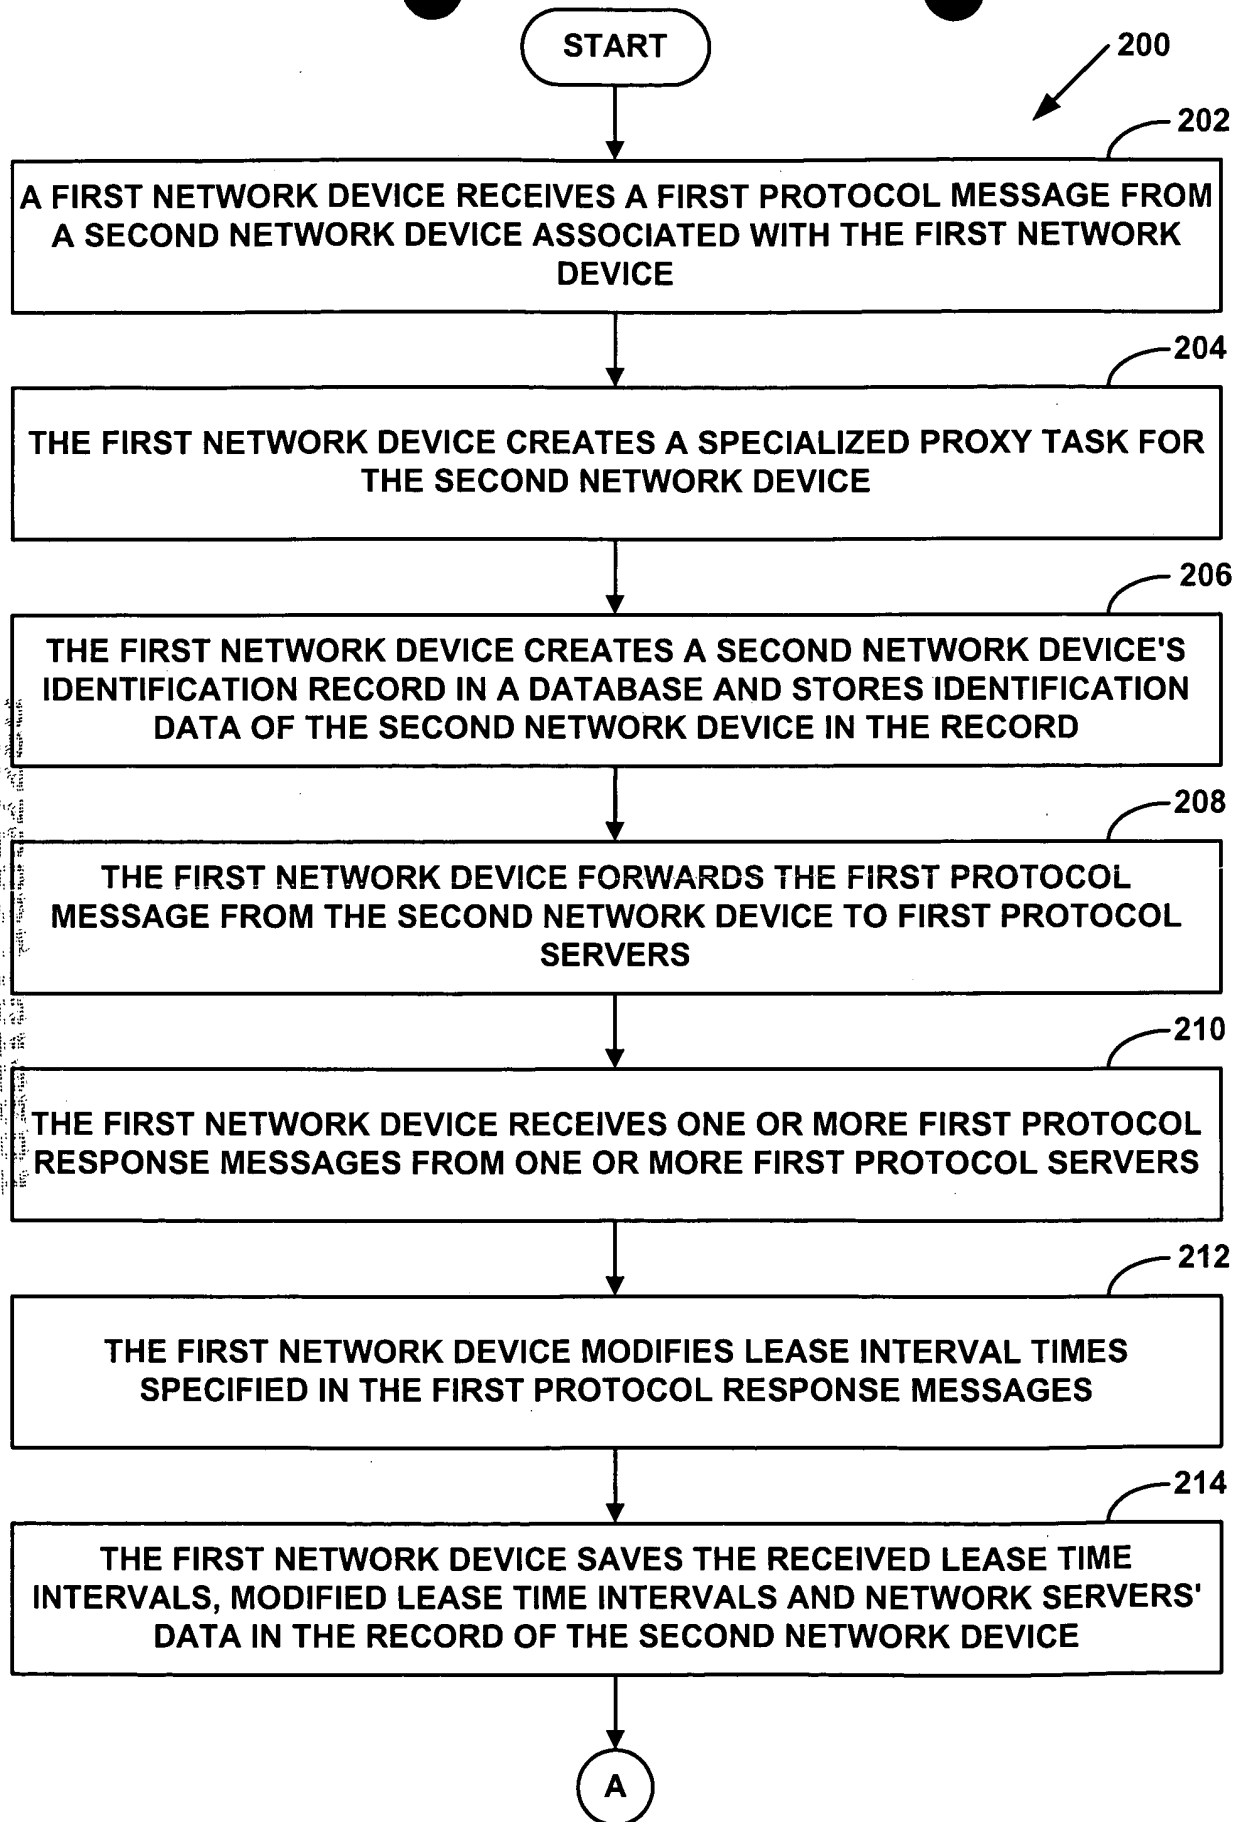 START
200
202
A FIRST NETWORK DEVICE RECEIVES A FIRST PROTOCOL MESSAGE FROM
A SECOND NETWORK DEVICE ASSOCIATED WITH THE FIRST NETWORK
DEVICE
204
THE FIRST NETWORK DEVICE CREATES A SPECIALIZED PROXY TASK FOR
THE SECOND NETWORK DEVICE
206
THE FIRST NETWORK DEVICE CREATES A SECOND NETWORK DEVICE'S
IDENTIFICATION RECORD IN A DATABASE AND STORES IDENTIFICATION
DATA OF THE SECOND NETWORK DEVICE IN THE RECORD
208
THE FIRST NETWORK DEVICE FORWARDS THE FIRST PROTOCOL
MESSAGE FROM THE SECOND NETWORK DEVICE TO FIRST PROTOCOL
SERVERS
210
THE FIRST NETWORK DEVICE RECEIVES ONE OR MORE FIRST PROTOCOL
RESPONSE MESSAGES FROM ONE OR MORE FIRST PROTOCOL SERVERS
212
THE FIRST NETWORK DEVICE MODIFIES LEASE INTERVAL TIMES
SPECIFIED IN THE FIRST PROTOCOL RESPONSE MESSAGES
214
THE FIRST NETWORK DEVICE SAVES THE RECEIVED LEASE TIME
INTERVALS, MODIFIED LEASE TIME INTERVALS AND NETWORK SERVERS'
DATA IN THE RECORD OF THE SECOND NETWORK DEVICE
A